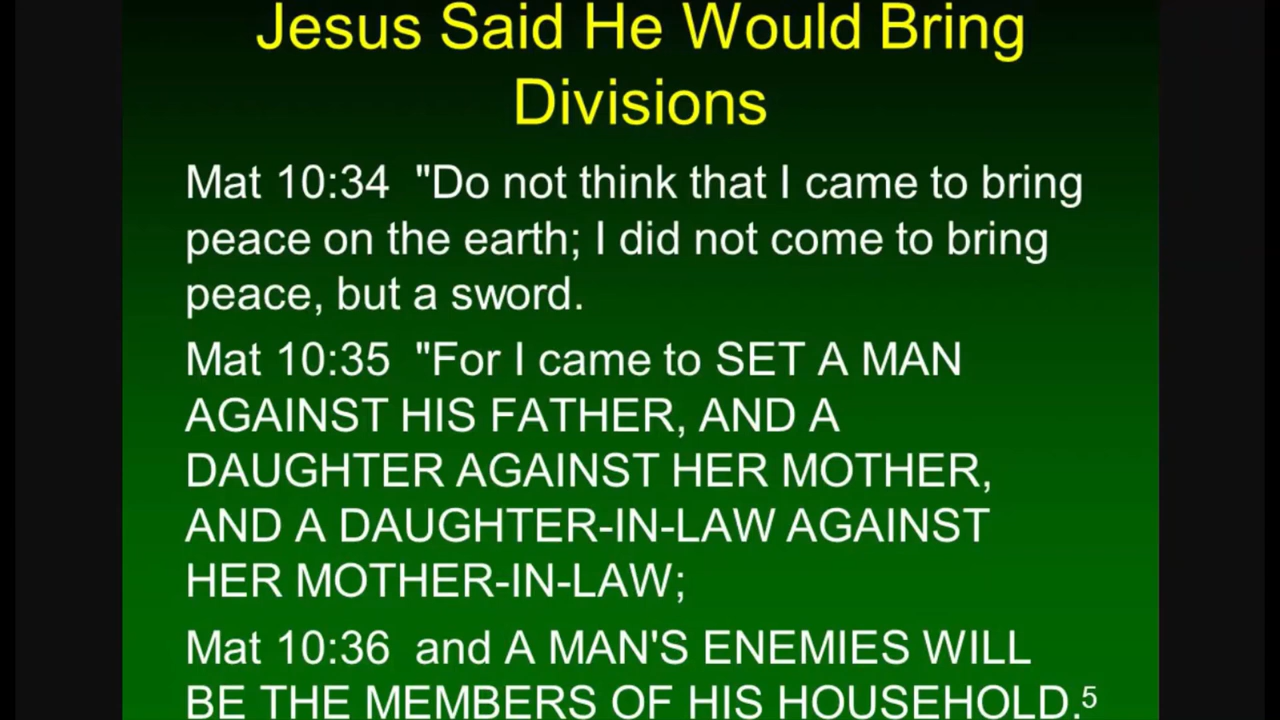 Jesus Said He Would Bring
Divisions
Mat 10:34 "Do not think that I came to bring
peace on the earth; I did not come to bring
peace, but a sword.
Mat 10:35 "For I came to SET A MAN
AGAINST HIS FATHER, AND A
DAUGHTER AGAINST HER MOTHER,
AND A DAUGHTER-IN-LAW AGAINST
HER MOTHER-IN-LAW;
Mat 10:36 and A MAN'S ENEMIES WILL
BE THE MEMBERS OF HIS HOUSEHOLD.5